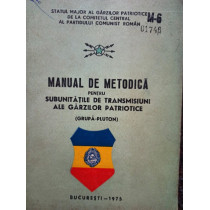 STATUL MAJOR AL GĂRZILOR PATRIOTICE
DE LA COMITETUL CENTRAL
AL PARTIDULUI COMUNIST ROMÂN
M-6
01746
MANUAL DE METODICĂ
PENTRU
SUBUNITĂȚILE DE TRANSMISIUNI
ALE GĂRZILOR PATRIOTICE
(GRUPĂ-PLUTON)
BUCUREȘTI-1975